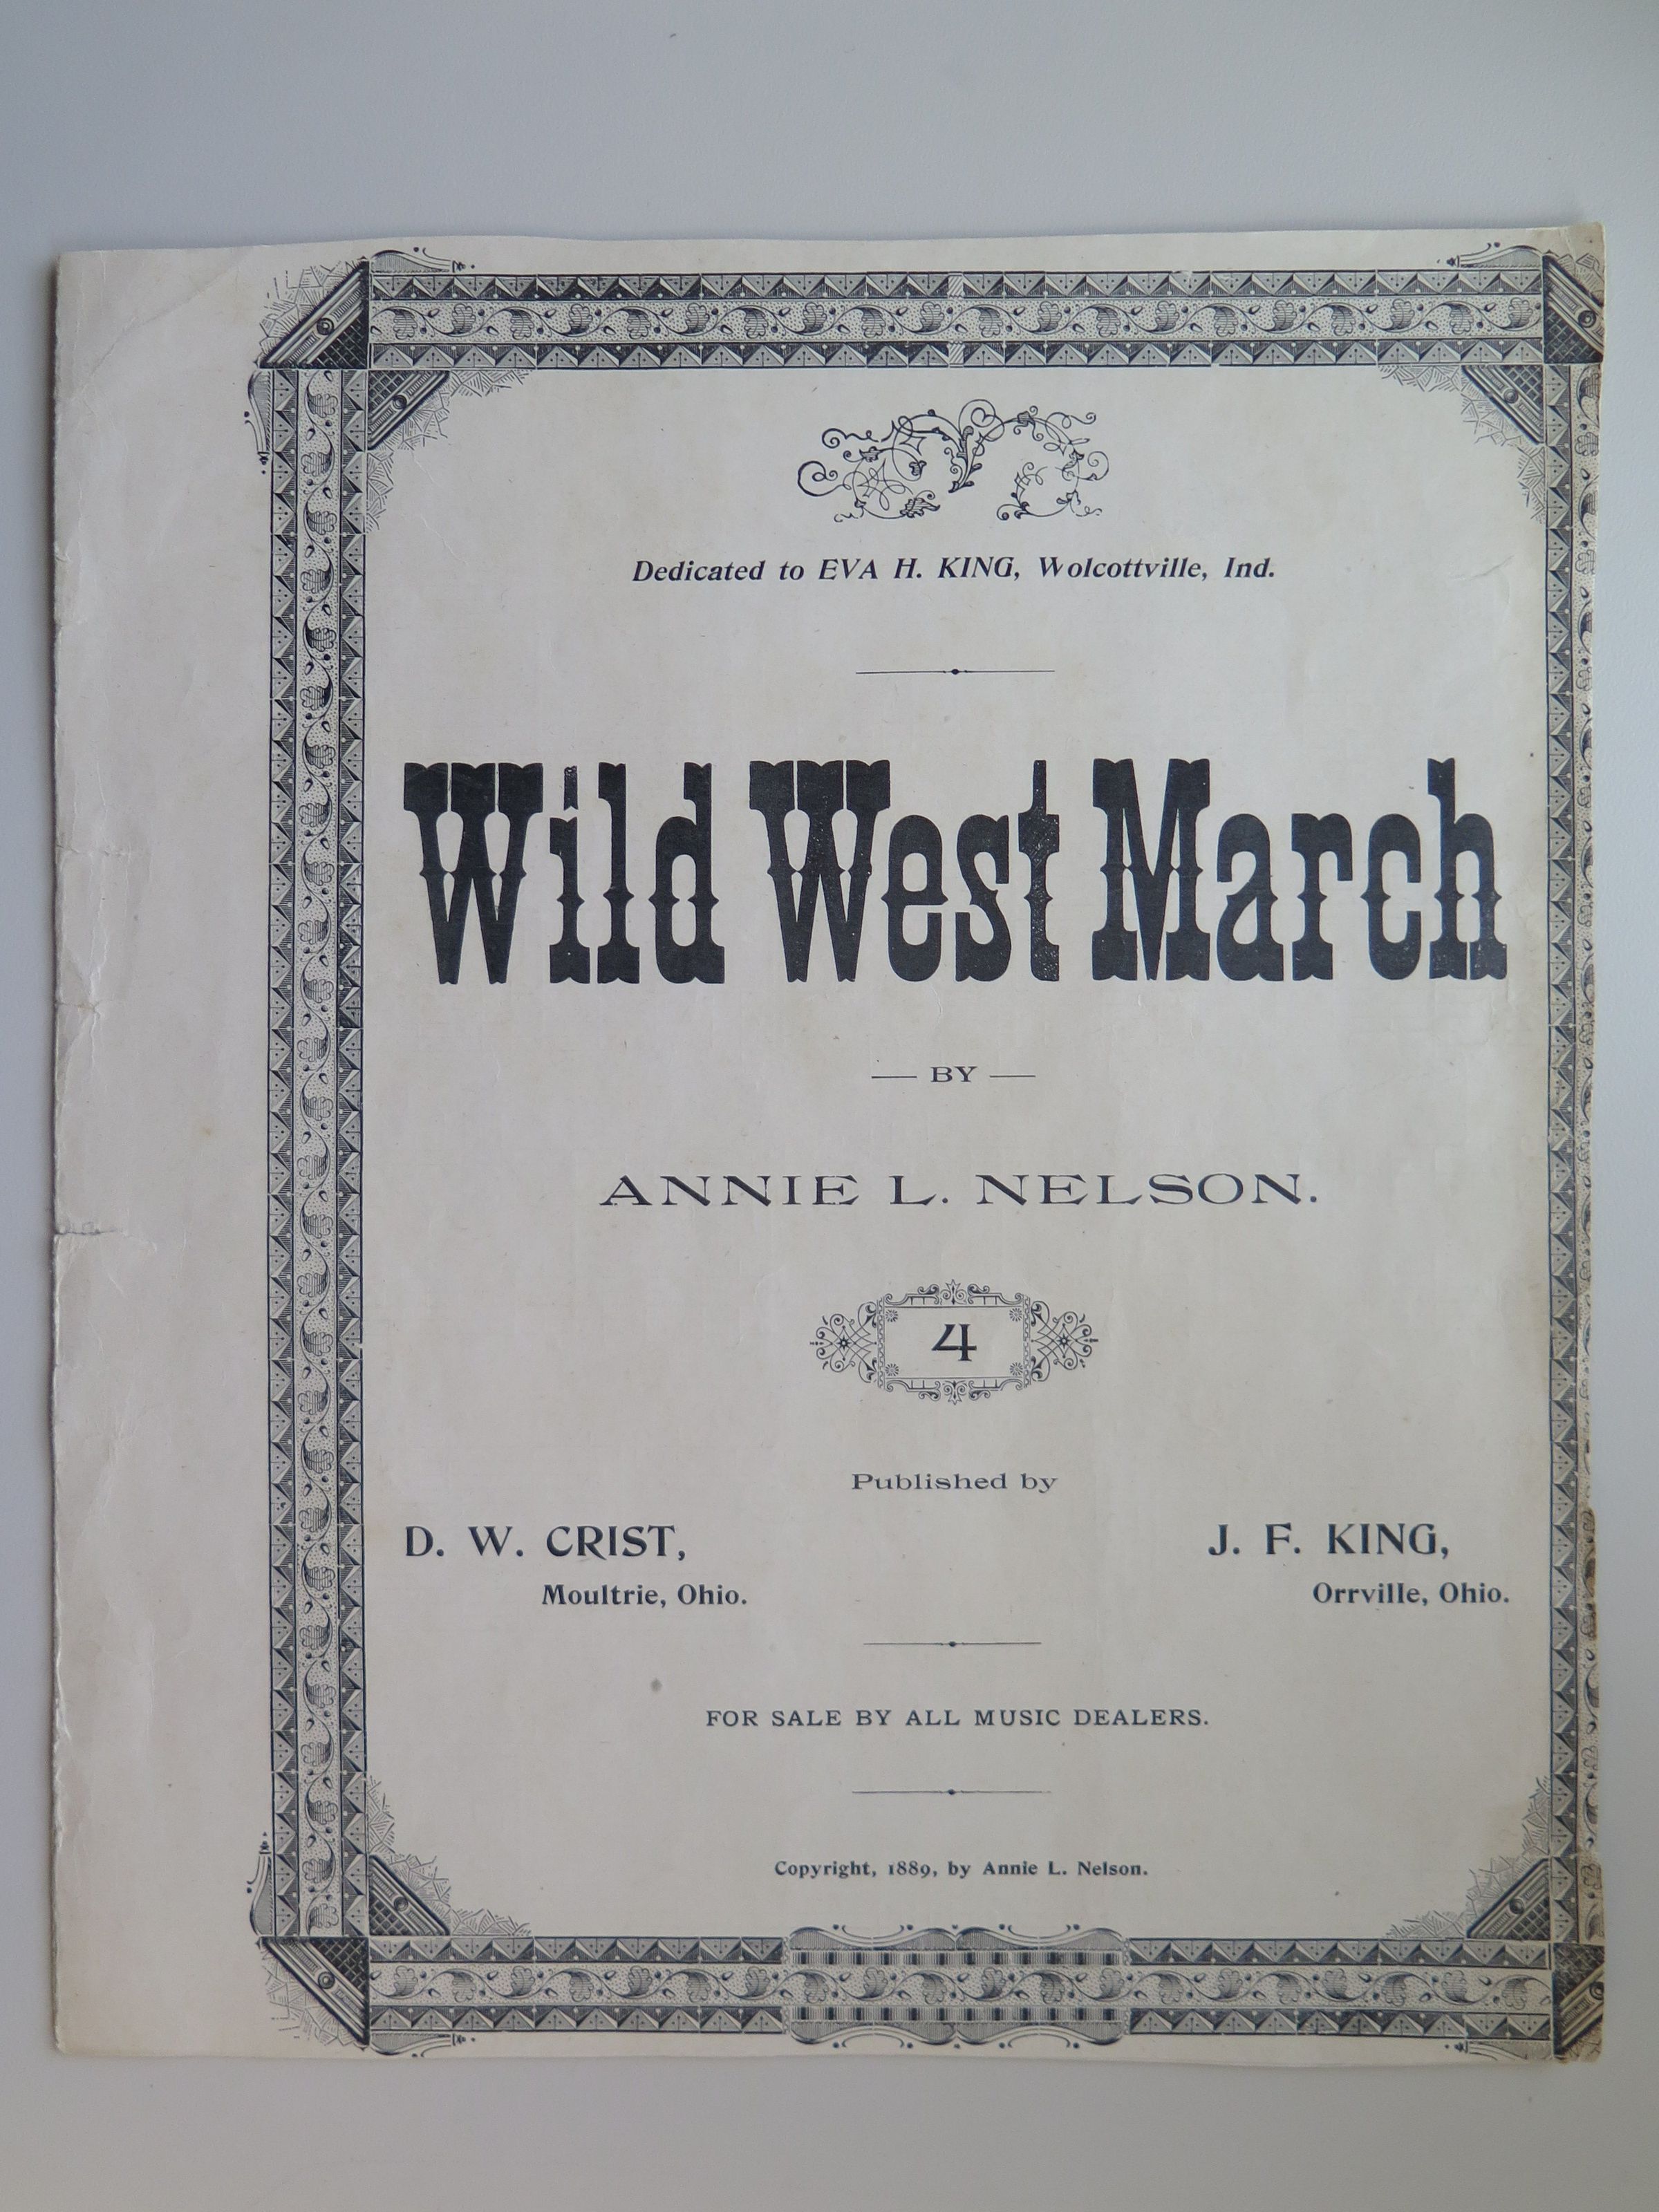 Dedicated to EVA H. KING, Wolcottville, Ind.
Wild West March
— BY —
ANNIE L. NELSON.
4
Published by
D. W. CRIST,
Moultrie, Ohio.
J. F. KING,
Orrville, Ohio.
FOR SALE BY ALL MUSIC DEALERS.
Copyright, 1889, by Annie L. Nelson.